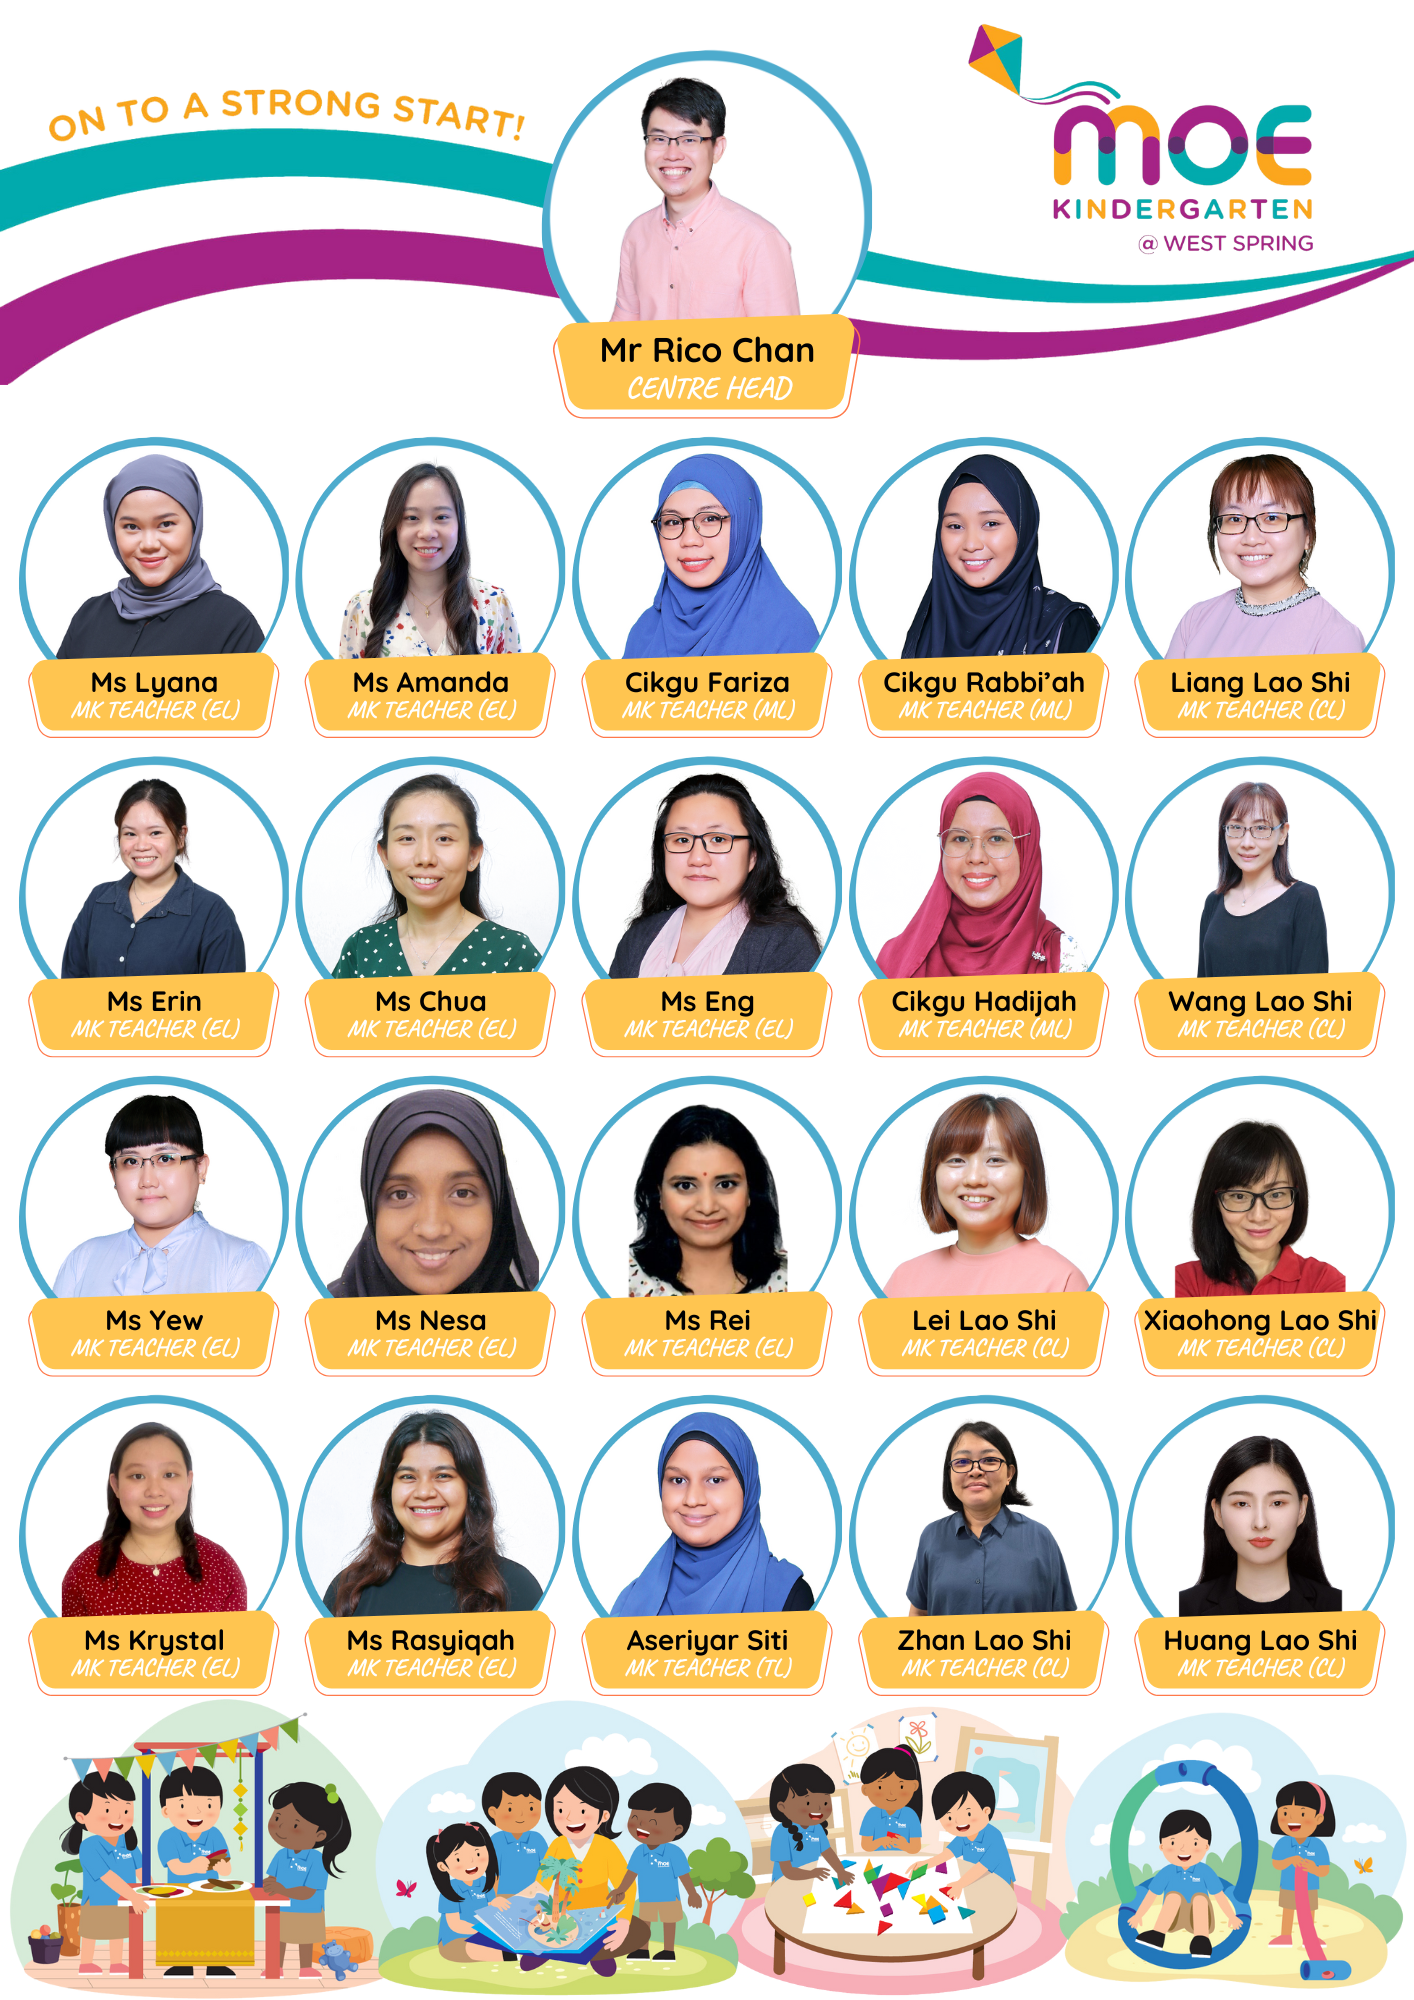 ON TO A STRONG START!
MOE
KINDERGARTEN
@ WEST SPRING
Mr Rico Chan
CENTRE HEAD
Ms Lyana
MK TEACHER (EL)
Ms Amanda
MK TEACHER (EL)
Cikgu Fariza
MK TEACHER (ML)
Cikgu Rabbi’ah
MK TEACHER (ML)
Liang Lao Shi
MK TEACHER (CL)
Ms Erin
MK TEACHER (EL)
Ms Chua
MK TEACHER (EL)
Ms Eng
MK TEACHER (EL)
Cikgu Hadijah
MK TEACHER (ML)
Wang Lao Shi
MK TEACHER (CL)
Ms Yew
MK TEACHER (EL)
Ms Nesa
MK TEACHER (EL)
Ms Rei
MK TEACHER (EL)
Lei Lao Shi
MK TEACHER (CL)
Xiaohong Lao Shi
MK TEACHER (CL)
Ms Krystal
MK TEACHER (EL)
Ms Rasyiqah
MK TEACHER (EL)
Aseriyar Siti
MK TEACHER (TL)
Zhan Lao Shi
MK TEACHER (CL)
Huang Lao Shi
MK TEACHER (CL)